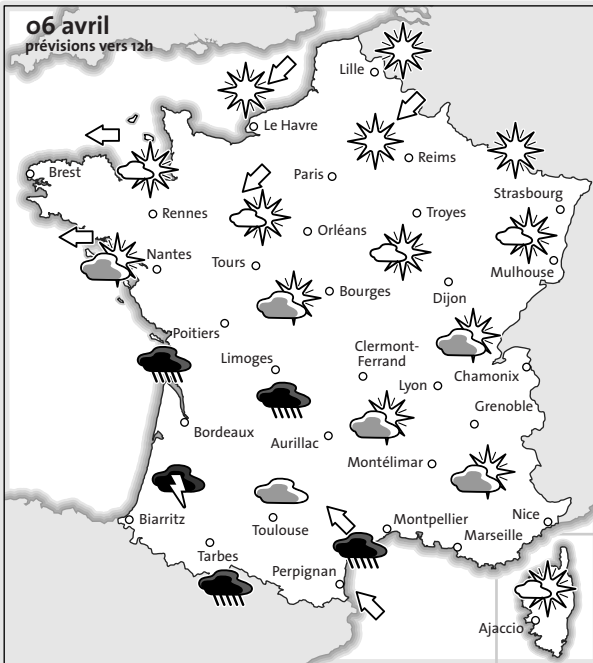 06 avril
prévisions vers 12h
Lille
Le Havre
Reims
Paris
Brest
Strasbourg
Rennes
Troyes
Orléans
Nantes
Tours
Mulhouse
Bourges
Dijon
Poitiers
Limoges
Clermont-
Ferrand
Chamonix
Lyon
Grenoble
Bordeaux
Aurillac
Montélimar
Biarritz
Toulouse
Montpellier
Nice
Marseille
Tarbes
Perpignan
Ajaccio